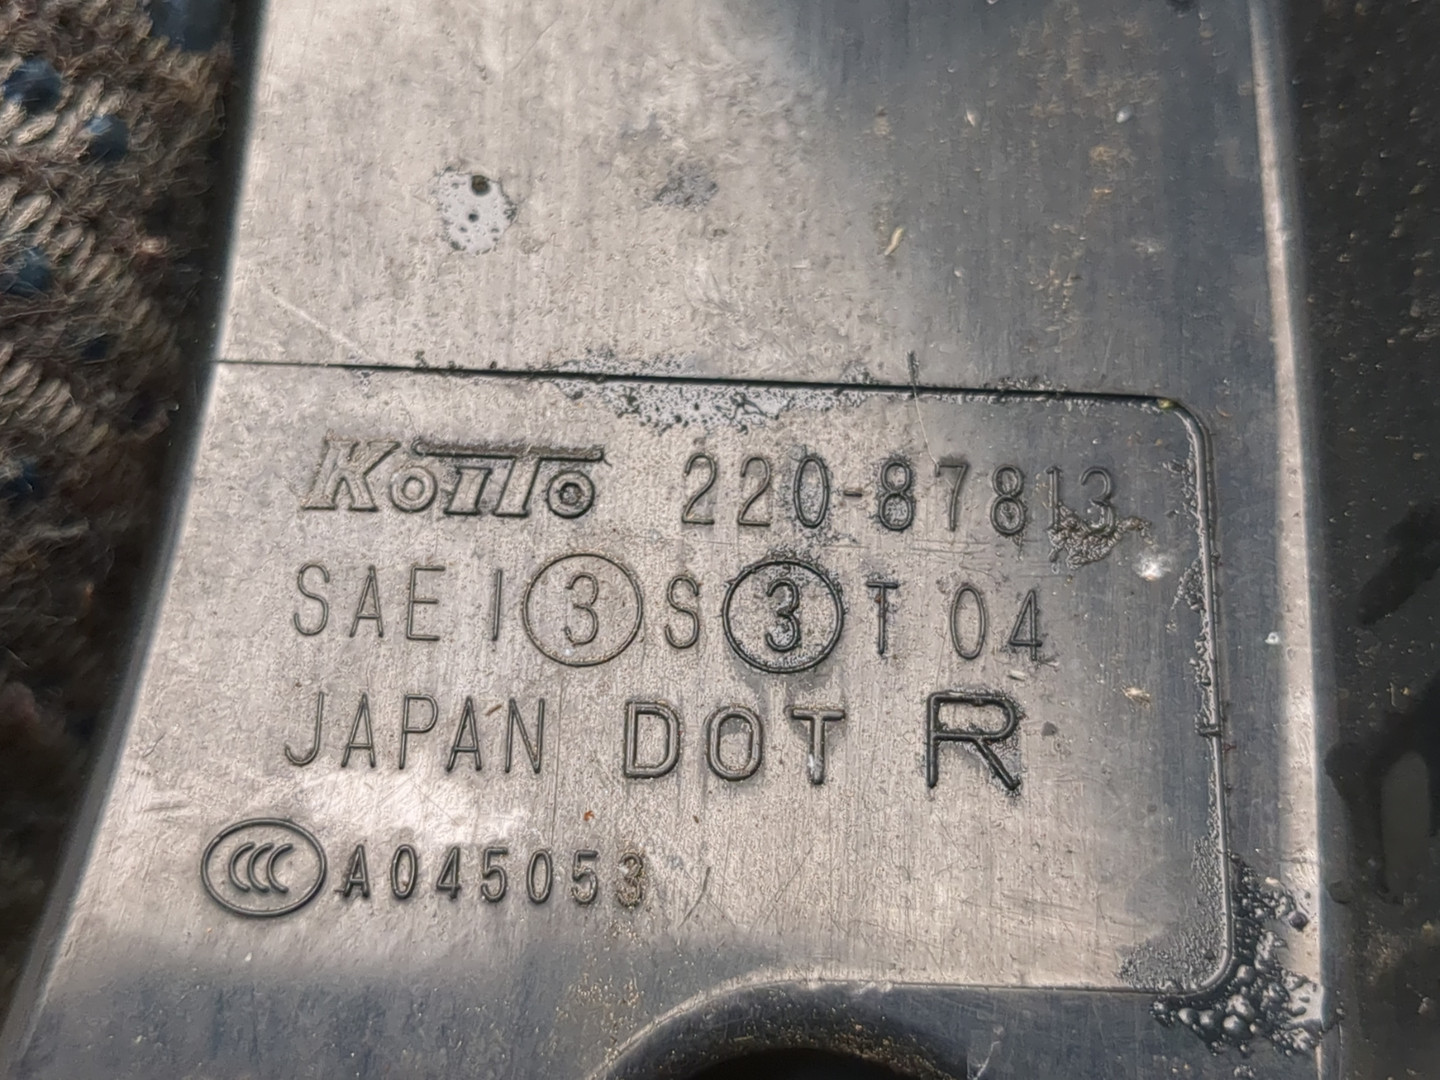 KOITO 220-87813
SAE I ③ S ③ T 04
JAPAN DOT R
CCC A045053